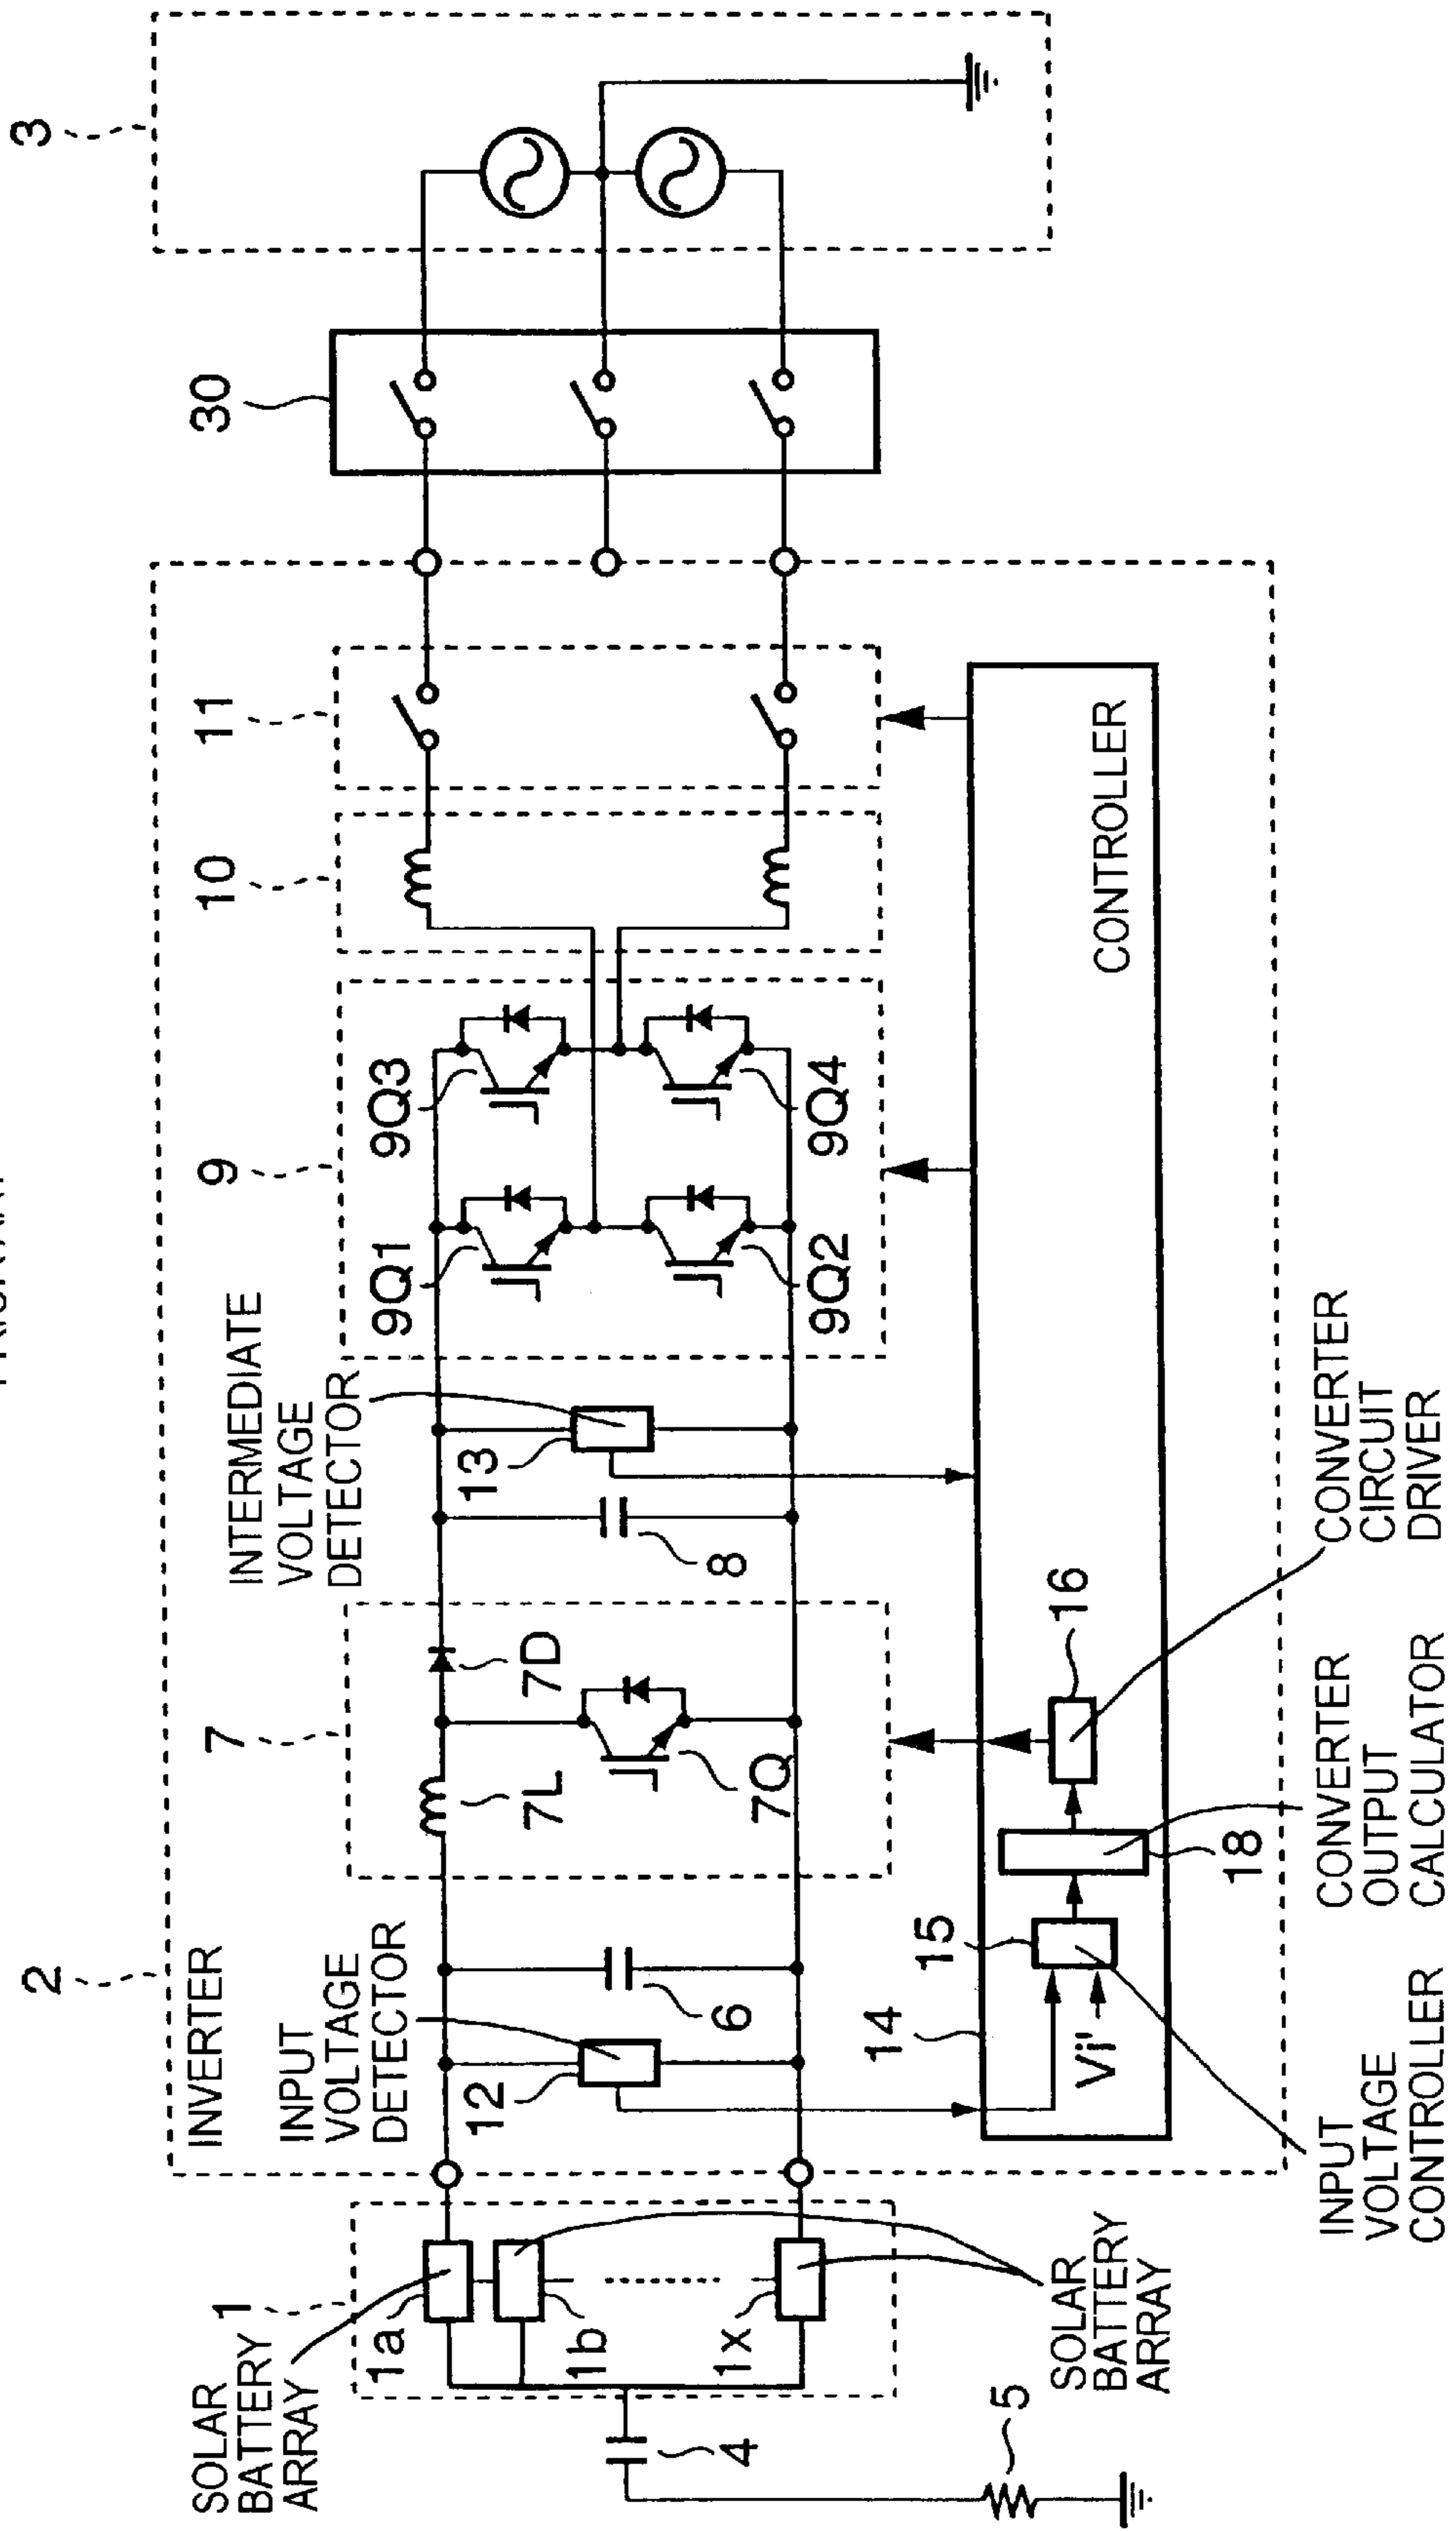 2
INVERTER
3
SOLAR
BATTERY
ARRAY
1
1a
1b
1x
SOLAR
BATTERY
ARRAY
4
5
INPUT
VOLTAGE
DETECTOR
12
6
7
7L
7D
7Q
INTERMEDIATE
VOLTAGE
DETECTOR
13
8
9
9Q1
9Q3
9Q2
9Q4
10
11
30
14
15
Vi'
18
16
CONTROLLER
INPUT
VOLTAGE
CONTROLLER
CONVERTER
OUTPUT
CALCULATOR
CONVERTER
CIRCUIT
DRIVER